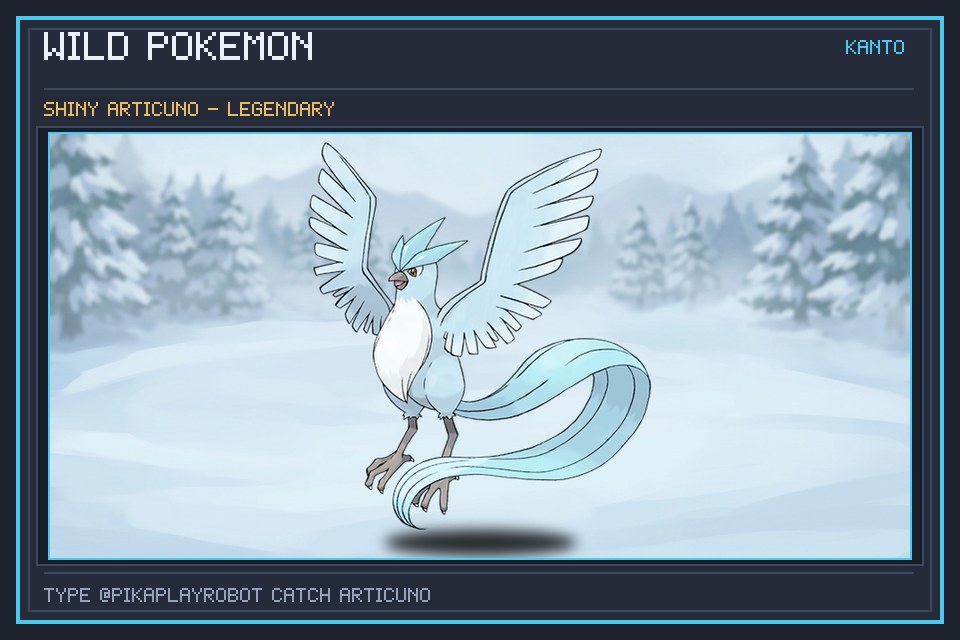 WILD POKEMON
KANTO
SHINY ARTICUNO - LEGENDARY
TYPE @PIKAPLAYROBOT CATCH ARTICUNO